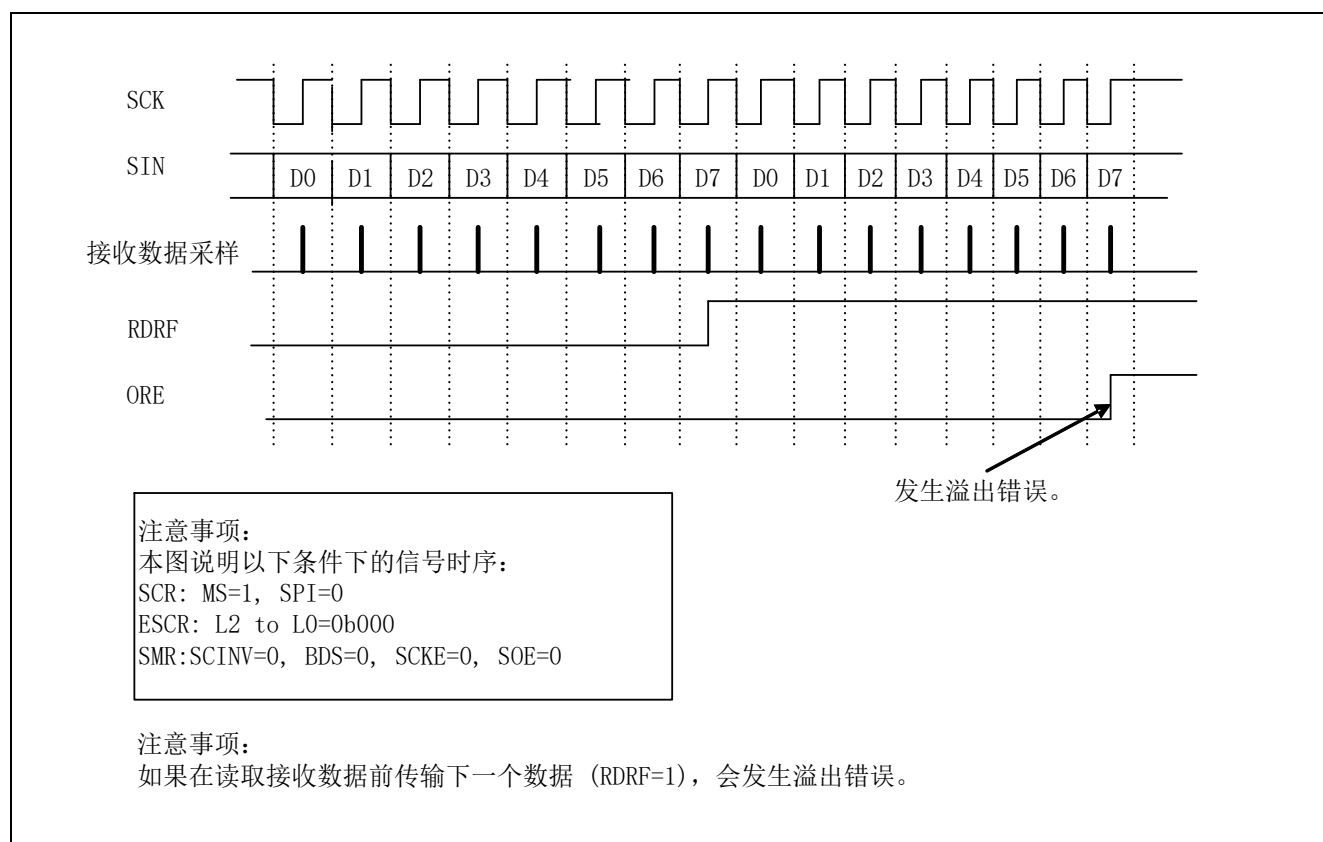 SCK
SIN
D0 D1 D2 D3 D4 D5 D6 D7 D0 D1 D2 D3 D4 D5 D6 D7
接收数据采样
RDRF
ORE
发生溢出错误。
注意事项:
本图说明以下条件下的信号时序:
SCR: MS=1, SPI=0
ESCR: L2 to L0=0b000
SMR:SCINV=0, BDS=0, SCKE=0, SOE=0
注意事项:
如果在读取接收数据前传输下一个数据 (RDRF=1), 会发生溢出错误。